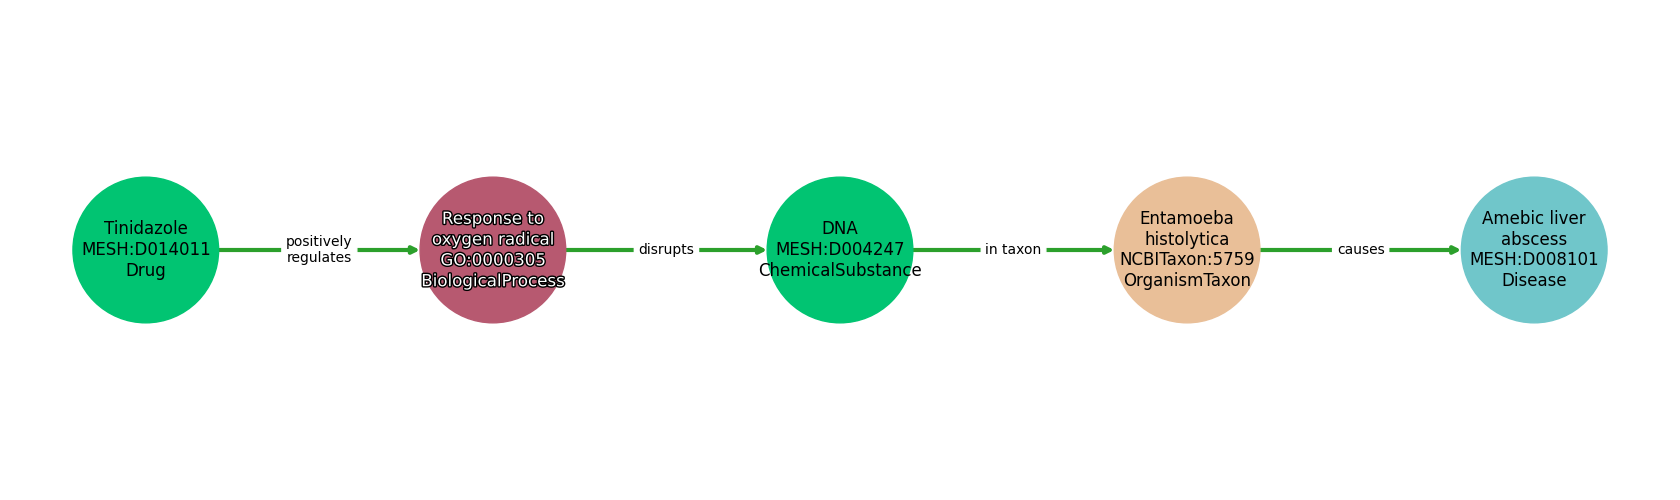 Tinidazole
MESH:D014011
Drug
positively
regulates
Response to
oxygen radical
GO:0000305
BiologicalProcess
disrupts
DNA
MESH:D004247
ChemicalSubstance
in taxon
Entamoeba
histolytica
NCBITaxon:5759
OrganismTaxon
causes
Amebic liver
abscess
MESH:D008101
Disease